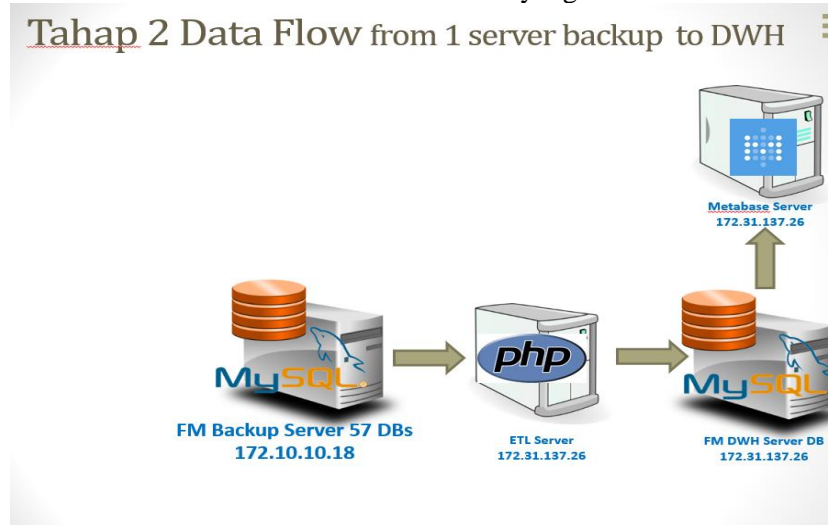 Tahap 2 Data Flow from 1 server backup to DWH
Metabase Server
172.31.137.26
MySQL
FM Backup Server 57 DBs
172.10.10.18
php
ETL Server
172.31.137.26
MySQL
FM DWH Server DB
172.31.137.26